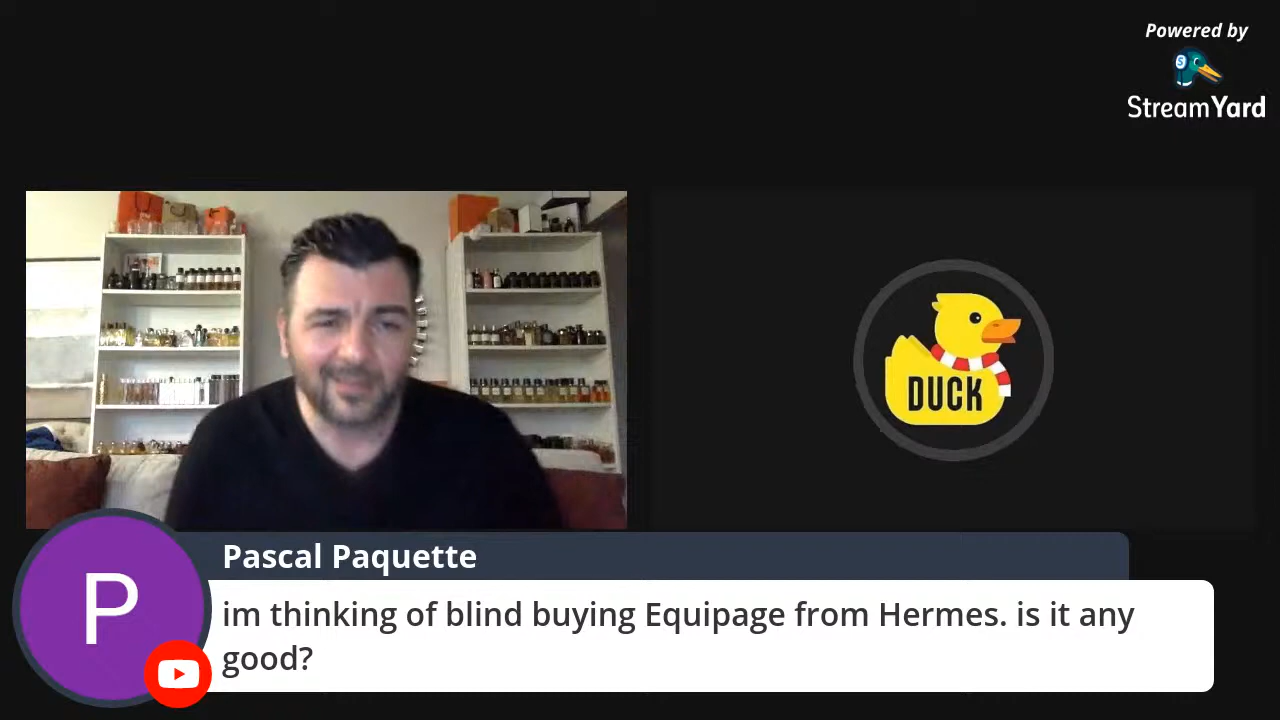 Powered by
S
StreamYard
DUCK
P
Pascal Paquette
im thinking of blind buying Equipage from Hermes. is it any
good?